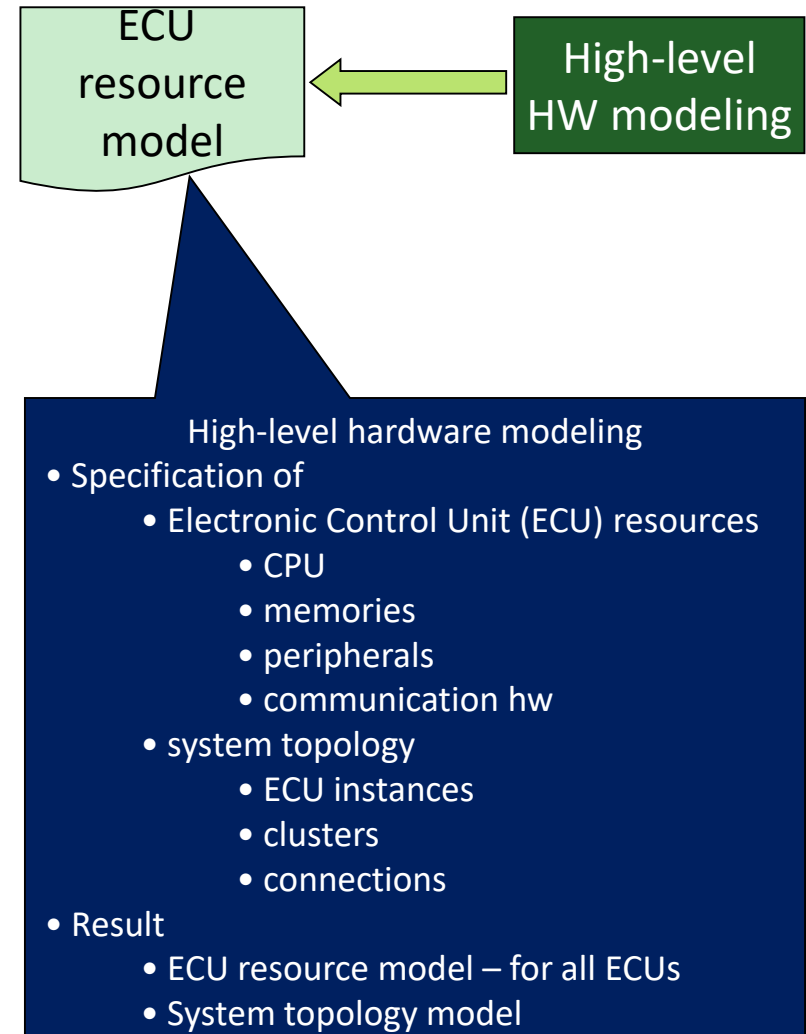 ECU
resource
model
High-level
HW modeling
High-level hardware modeling
• Specification of
• Electronic Control Unit (ECU) resources
• CPU
• memories
• peripherals
• communication hw
• system topology
• ECU instances
• clusters
• connections
• Result
• ECU resource model – for all ECUs
• System topology model